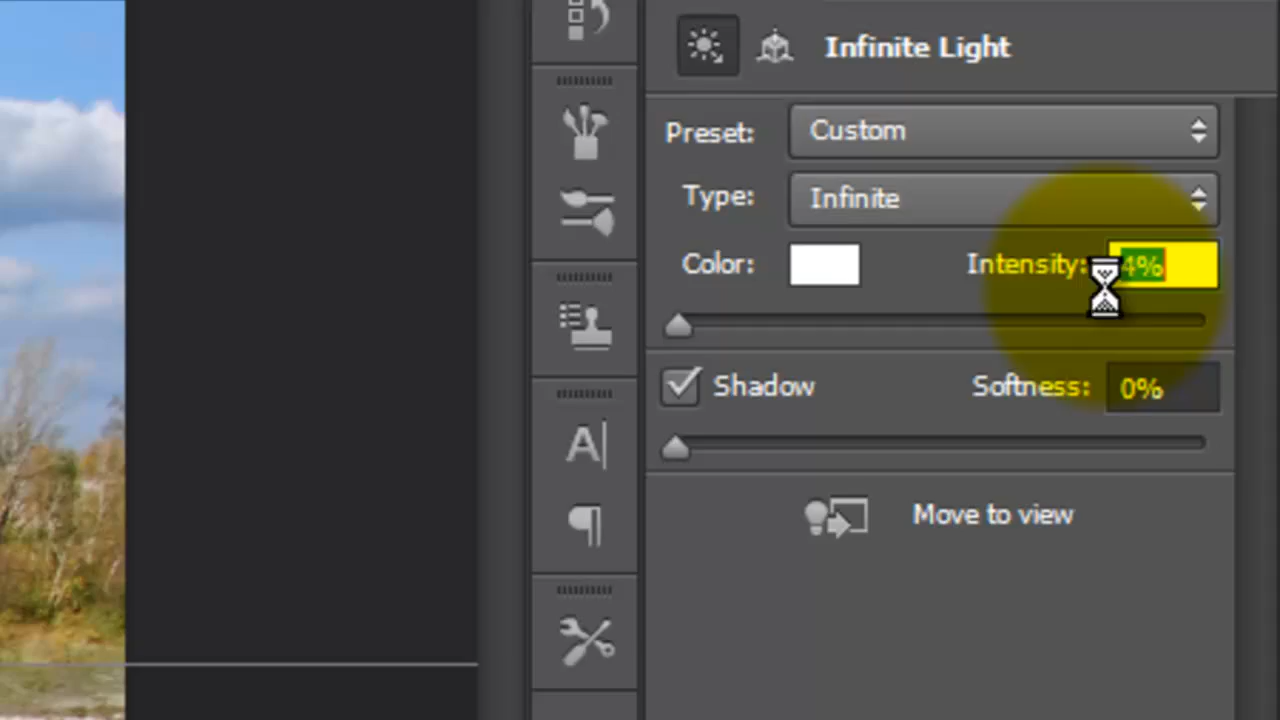 Infinite Light
Preset: Custom
Type: Infinite
Color: Intensity: 4%
Shadow Softness: 0%
A|
Move to view